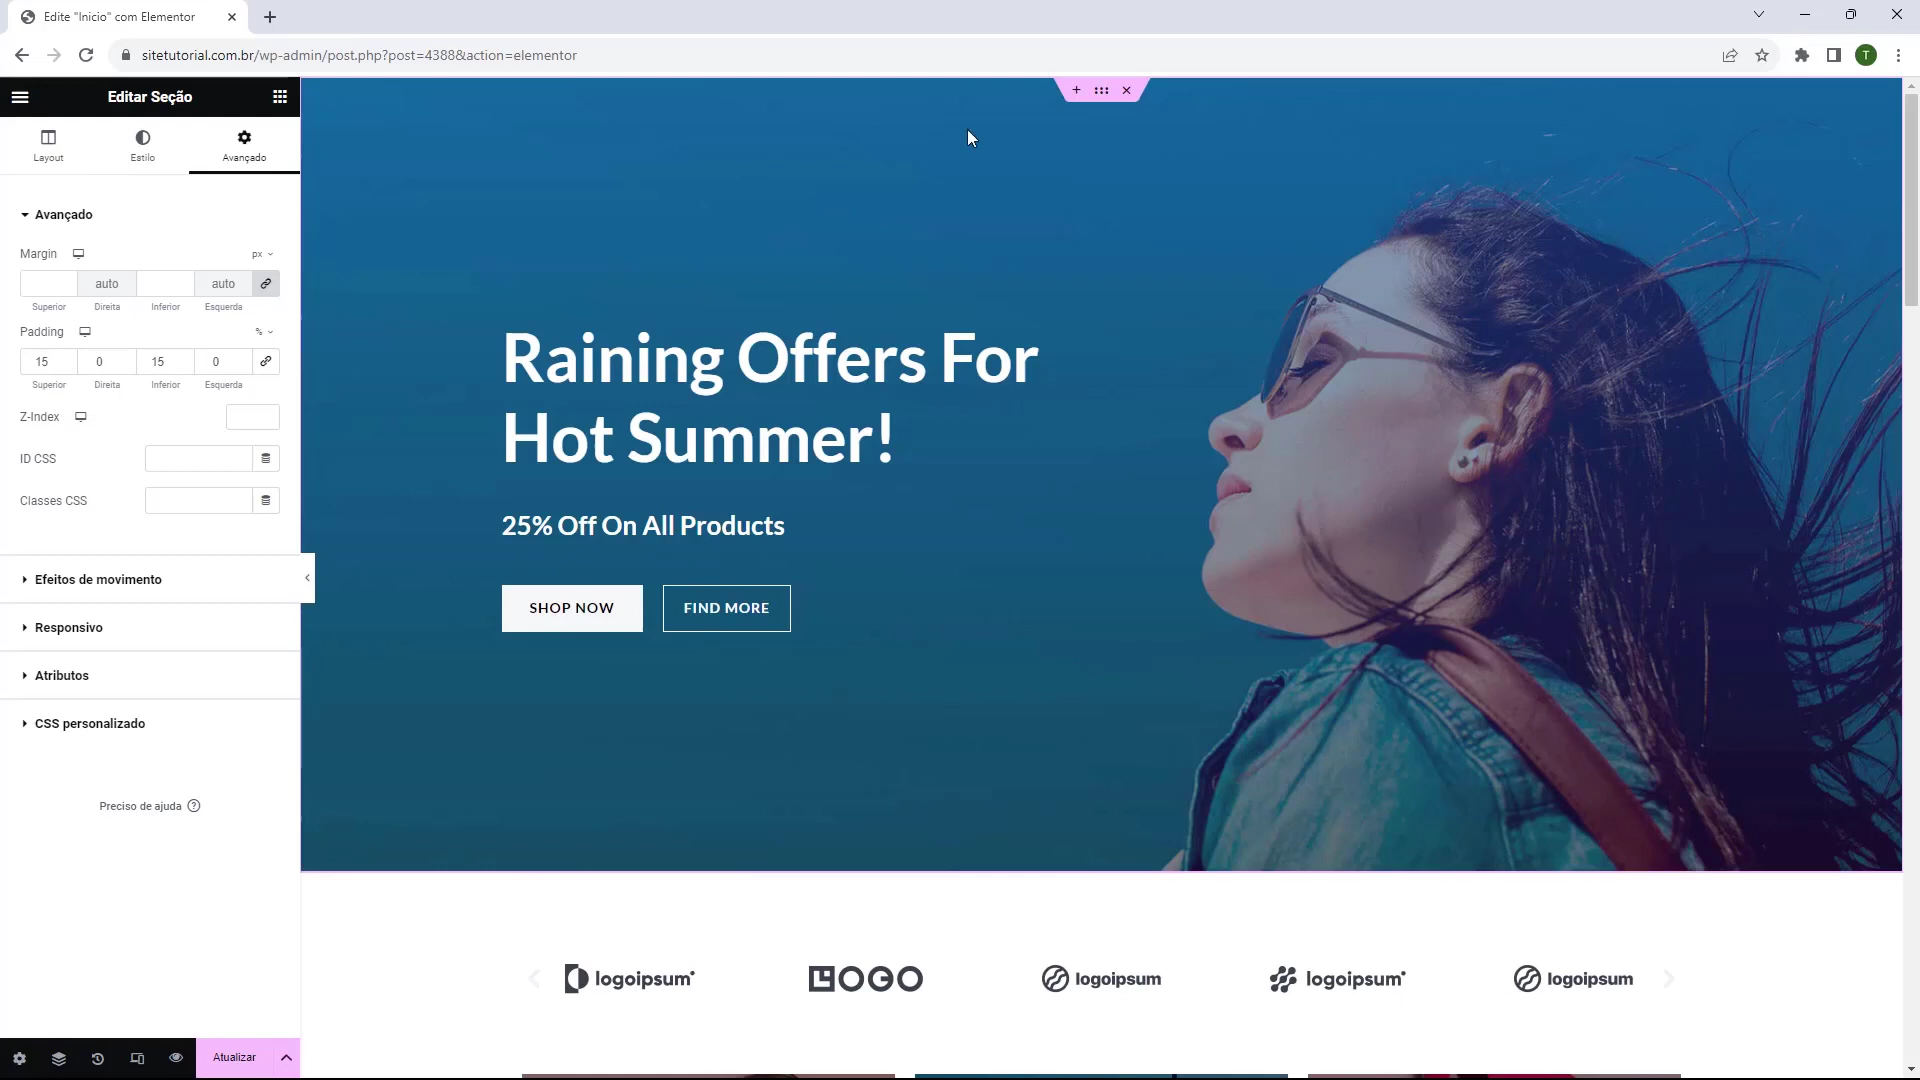 Edite "Inicio" com Elementor
sitetutorial.com.br/wp-admin/post.php?post=4388&action=elementor
T
Editar Seção
Layout
Estilo
Avançado
Avançado
Margin
px
auto
auto
Superior
Direita
Inferior
Esquerda
Padding
%
15
0
15
0
Superior
Direita
Inferior
Esquerda
Z-Index
ID CSS
Classes CSS
Efeitos de movimento
Responsivo
Atributos
CSS personalizado
Preciso de ajuda
Atualizar
Raining Offers For
Hot Summer!
25% Off On All Products
SHOP NOW
FIND MORE
logoipsum
LOGO
logoipsum
logoipsum
logoipsum